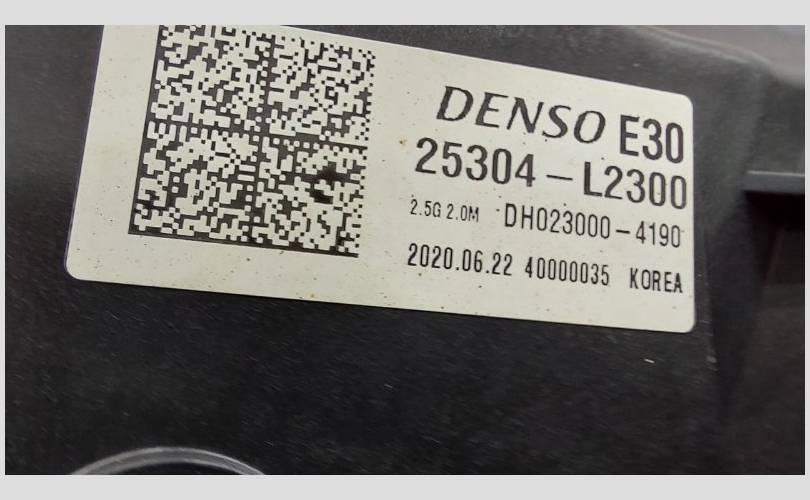 DENSO E30
25304-L2300
2.5G 2.0M DH023000-4190
2020.06.22 40000035 KOREA